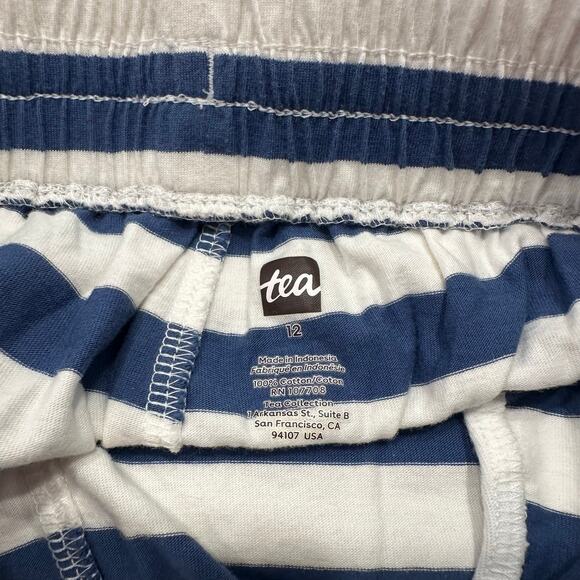 tea
12
Made in Indonesia
Fabriqué en Indonésie
100% Cotton/Coton
RN 107708
Tea Collection
1 Arkansas St., Suite B
San Francisco, CA
94107 USA